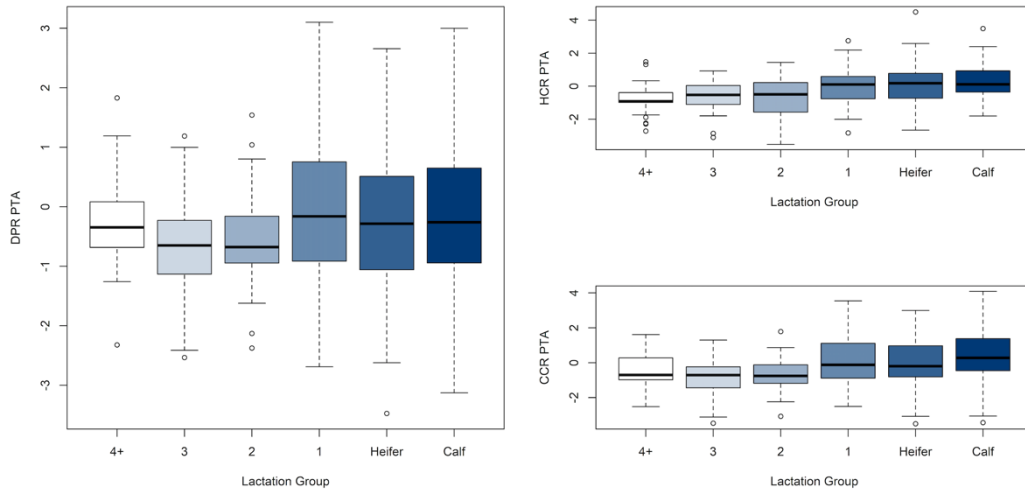 3
2
1
0
-1
-2
-3
DPR PTA
4+ 3 2 1 Heifer Calf
Lactation Group
4
2
0
-2
HCR PTA
4+ 3 2 1 Heifer Calf
Lactation Group
4
2
0
-2
CCR PTA
4+ 3 2 1 Heifer Calf
Lactation Group